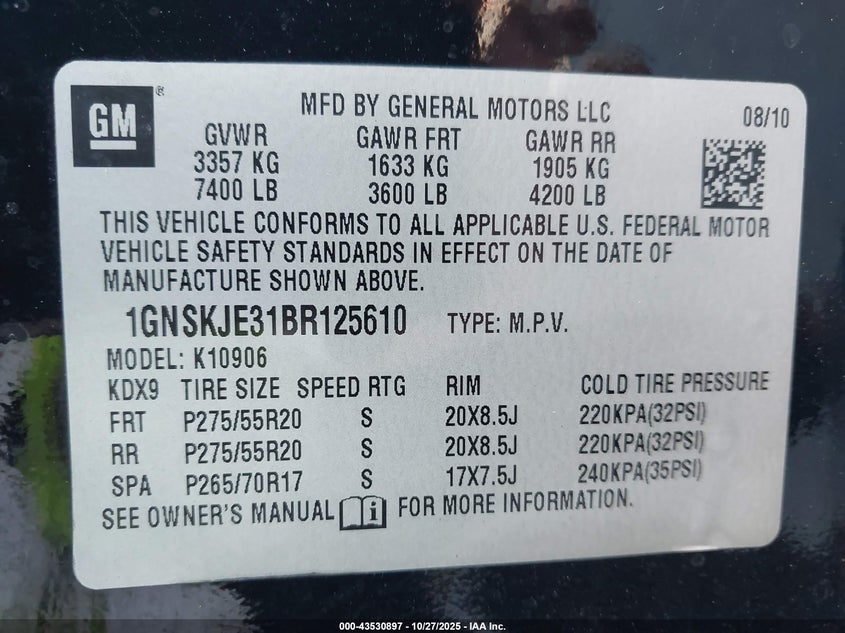 GM®
MFD BY GENERAL MOTORS LLC
08/10
GVWR GAWR FRT GAWR RR
3357 KG 1633 KG 1905 KG
7400 LB 3600 LB 4200 LB
THIS VEHICLE CONFORMS TO ALL APPLICABLE U.S. FEDERAL MOTOR
VEHICLE SAFETY STANDARDS IN EFFECT ON THE DATE OF
MANUFACTURE SHOWN ABOVE.
1GNSKJE31BR125610 TYPE: M.P.V.
MODEL: K10906
KDX9 TIRE SIZE SPEED RTG RIM COLD TIRE PRESSURE
FRT P275/55R20 S 20X8.5J 220KPA(32PSI)
RR P275/55R20 S 20X8.5J 220KPA(32PSI)
SPA P265/70R17 S 17X7.5J 240KPA(35PSI)
SEE OWNER'S MANUAL i FOR MORE INFORMATION.
000-43530897 - 10/27/2025 - IAA Inc.